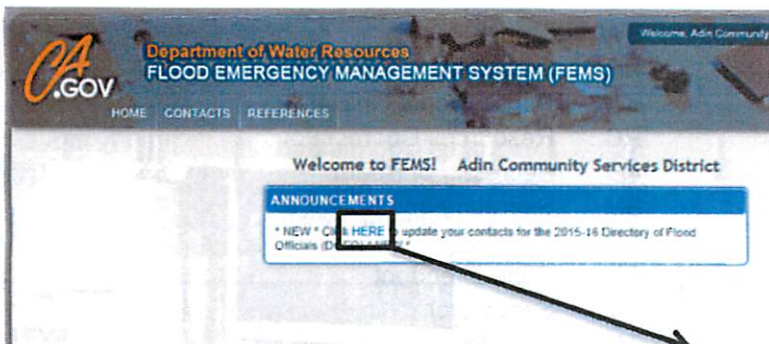 CA
.GOV
Department of Water Resources
FLOOD EMERGENCY MANAGEMENT SYSTEM (FEMS)
Welcome, Adin Community
HOME CONTACTS REFERENCES
Welcome to FEMS! Adin Community Services District
ANNOUNCEMENTS
* NEW * Click HERE to update your contacts for the 2015-16 Directory of Flood
Officials